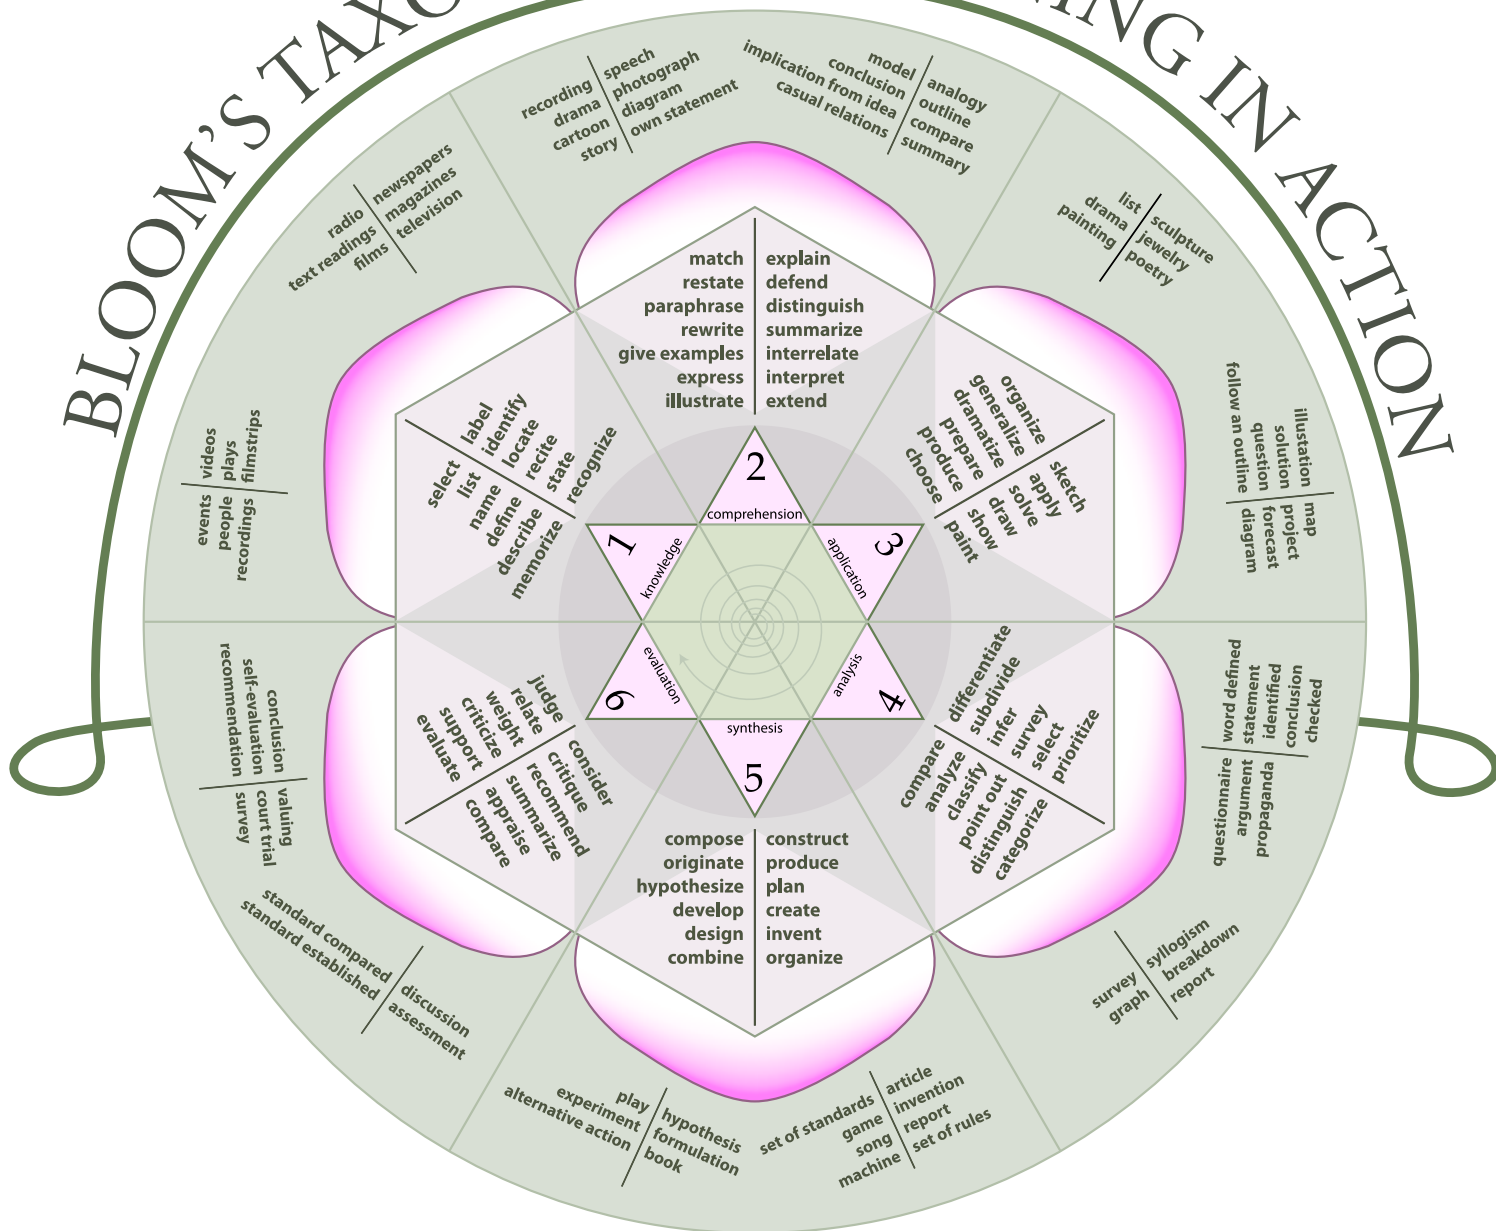 BLOOM'S TAXO
ING IN ACTION
1
knowledge
label
identify
locate
recite
state
recognize
select
list
name
define
describe
memorize
videos
plays
filmstrips
events
people
recordings
radio
text readings
films
newspapers
magazines
television
2
comprehension
match
restate
paraphrase
rewrite
give examples
express
illustrate
explain
defend
distinguish
summarize
interrelate
interpret
extend
recording
drama
cartoon
story
speech
photograph
diagram
own statement
model
conclusion
implication from idea
casual relations
analogy
outline
compare
summary
3
application
organize
generalize
dramatize
prepare
produce
choose
sketch
apply
solve
draw
show
paint
list
drama
painting
sculpture
jewelry
poetry
illustation
solution
question
follow an outline
map
project
forecast
diagram
4
analysis
differentiate
subdivide
infer
survey
select
prioritize
compare
analyze
classify
point out
distinguish
categorize
word defined
statement
identified
conclusion
checked
questionnaire
argument
propaganda
survey
graph
syllogism
breakdown
report
5
synthesis
compose
originate
hypothesize
develop
design
combine
construct
produce
plan
create
invent
organize
set of standards
game
song
machine
article
invention
report
set of rules
play
experiment
alternative action
hypothesis
formulation
book
6
evaluation
judge
relate
weight
criticize
support
evaluate
consider
critique
recommend
summarize
appraise
compare
standard compared
standard established
discussion
assessment
conclusion
self-evaluation
recommendation
valuing
court trial
survey